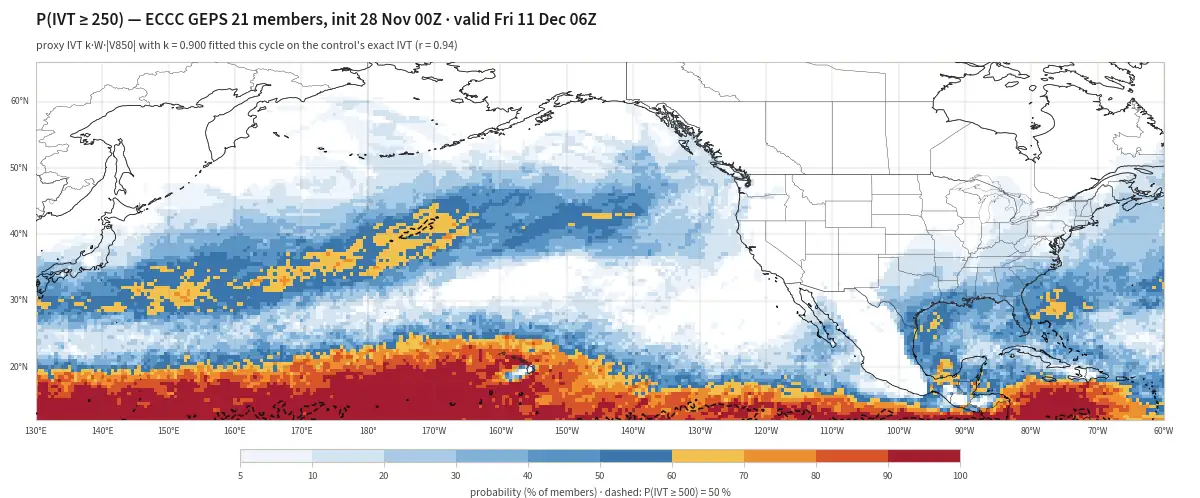 P(IVT ≥ 250) — ECCC GEPS 21 members, init 28 Nov 00Z · valid Fri 11 Dec 06Z
proxy IVT k·W·|V850| with k = 0.900 fitted this cycle on the control's exact IVT (r = 0.94)
60°N
50°N
40°N
30°N
20°N
130°E 140°E 150°E 160°E 170°E 180° 170°W 160°W 150°W 140°W 130°W 120°W 110°W 100°W 90°W 80°W 70°W 60°W
5 10 20 30 40 50 60 70 80 90 100
probability (% of members) · dashed: P(IVT ≥ 500) = 50 %